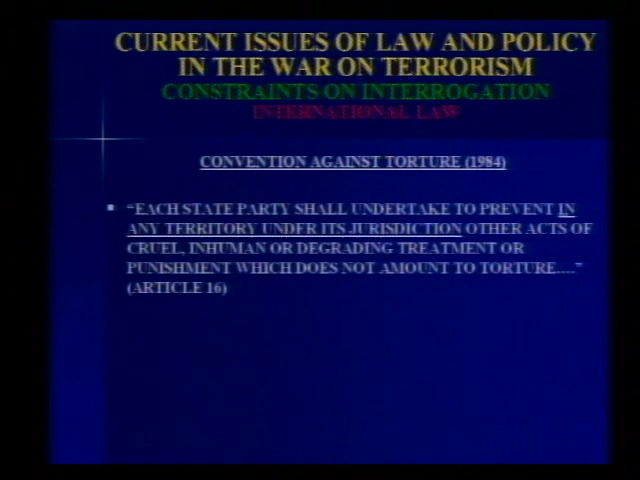 CURRENT ISSUES OF LAW AND POLICY
IN THE WAR ON TERRORISM
CONSTRAINTS ON INTERROGATION
INTERNATIONAL LAW
CONVENTION AGAINST TORTURE (1984)
"EACH STATE PARTY SHALL UNDERTAKE TO PREVENT IN
ANY TERRITORY UNDER ITS JURISDICTION OTHER ACTS OF
CRUEL, INHUMAN OR DEGRADING TREATMENT OR
PUNISHMENT WHICH DOES NOT AMOUNT TO TORTURE...."
(ARTICLE 16)